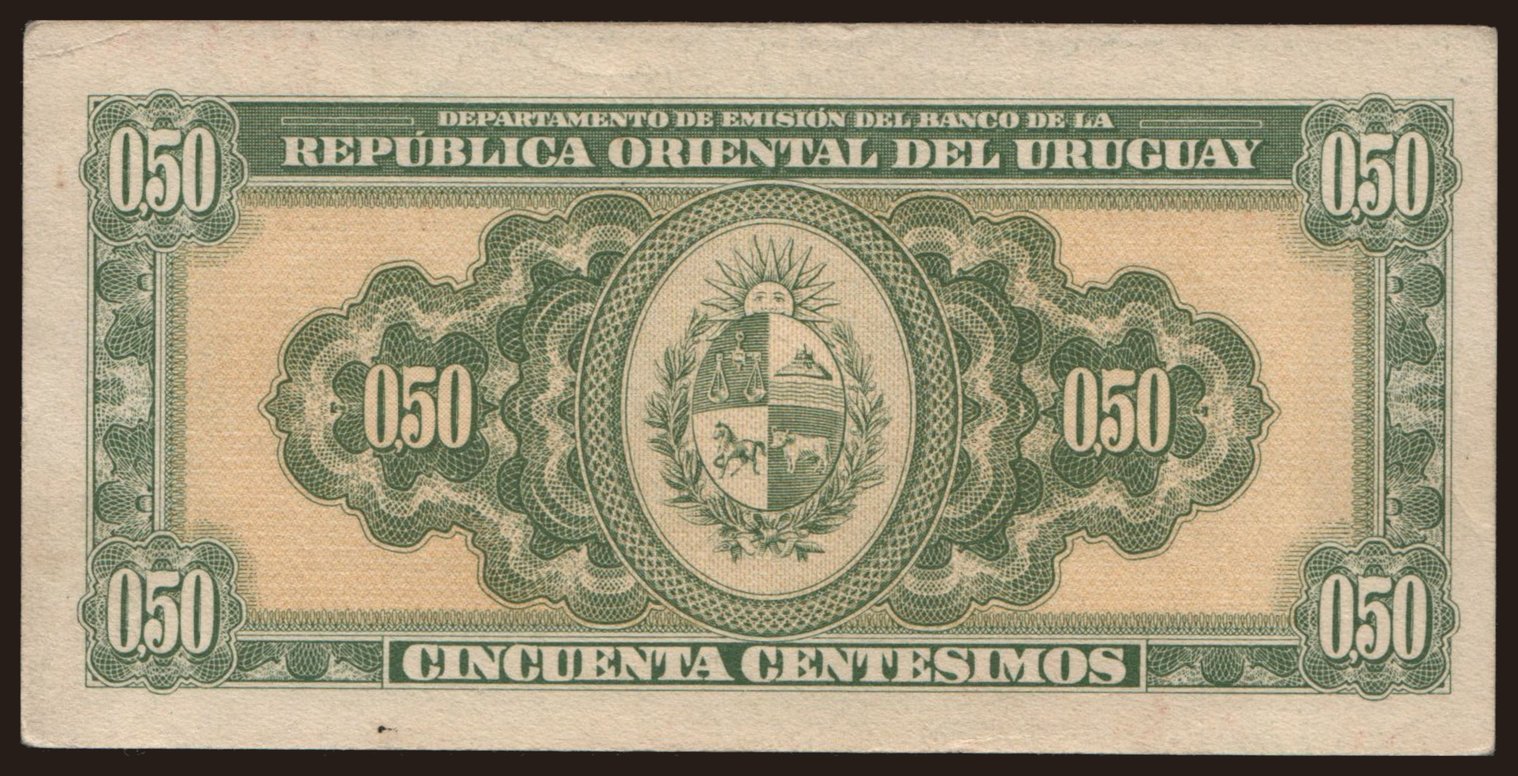 DEPARTAMENTO DE EMISIÓN DEL BANCO DE LA
REPÚBLICA ORIENTAL DEL URUGUAY
0,50 0,50
0,50 0,50
0,50 0,50
CINCUENTA CENTESIMOS